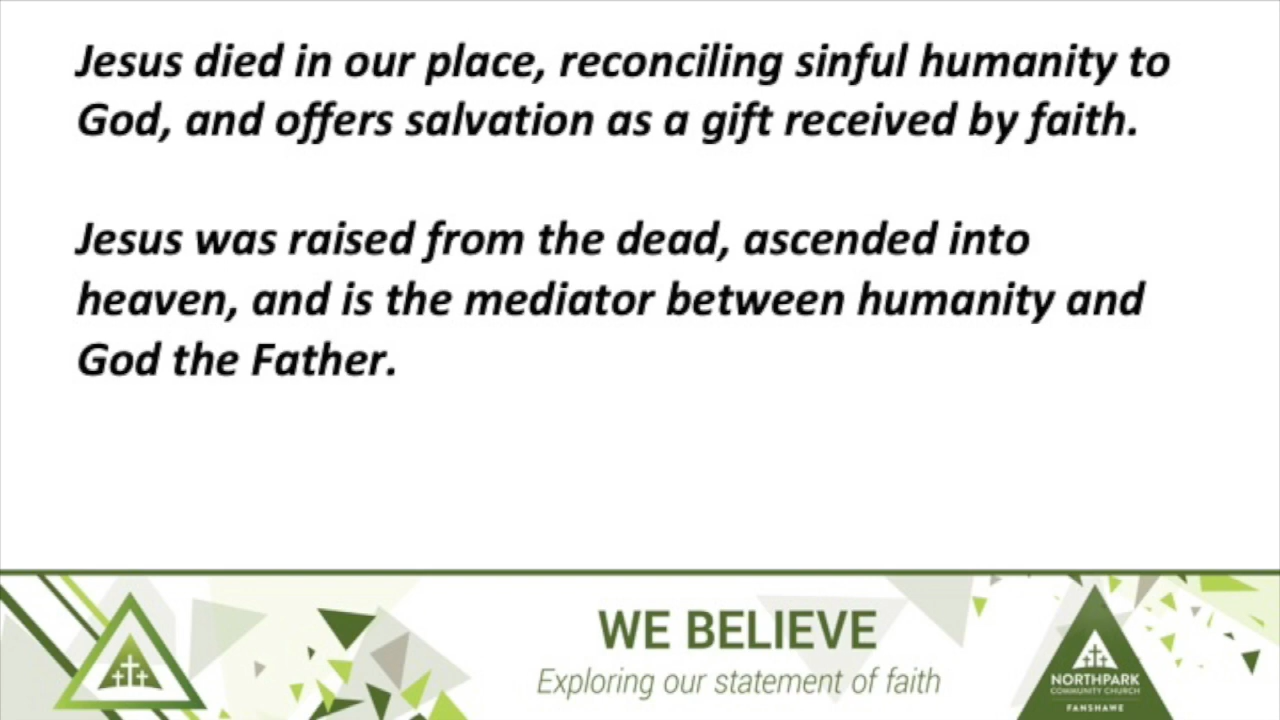 Jesus died in our place, reconciling sinful humanity to
God, and offers salvation as a gift received by faith.
Jesus was raised from the dead, ascended into
heaven, and is the mediator between humanity and
God the Father.
WE BELIEVE
Exploring our statement of faith
NORTHPARK
COMMUNITY CHURCH
FANSHAWE